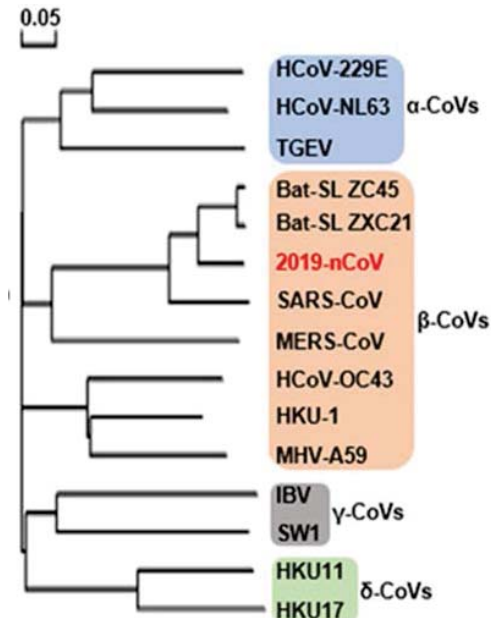 0.05
HCoV-229E
HCoV-NL63
α-CoVs
TGEV
Bat-SL ZC45
Bat-SL ZXC21
2019-nCoV
SARS-CoV
β-CoVs
MERS-CoV
HCoV-OC43
HKU-1
MHV-A59
IBV
γ-CoVs
SW1
HKU11
δ-CoVs
HKU17